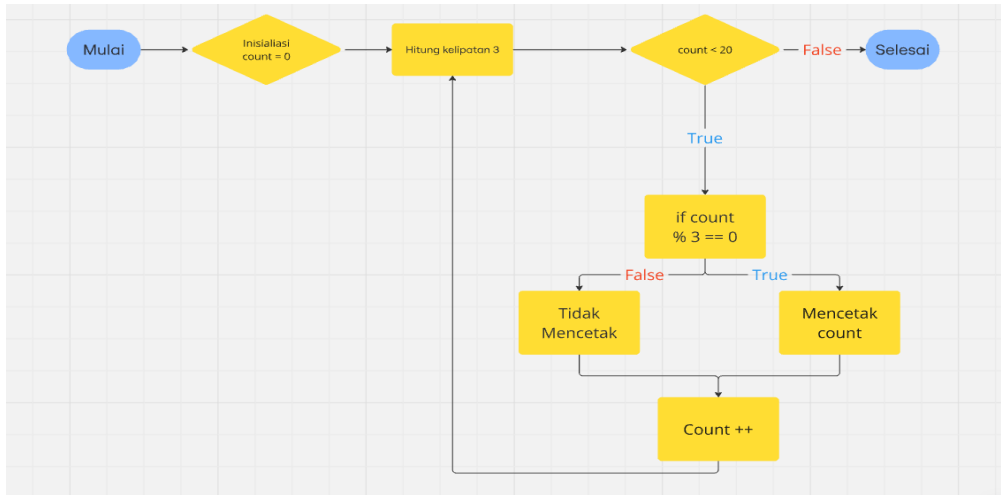 Mulai
Inisialiasi
count = 0
Hitung kelipatan 3
count < 20
False
Selesai
True
if count
% 3 == 0
False
True
Tidak
Mencetak
Mencetak
count
Count ++